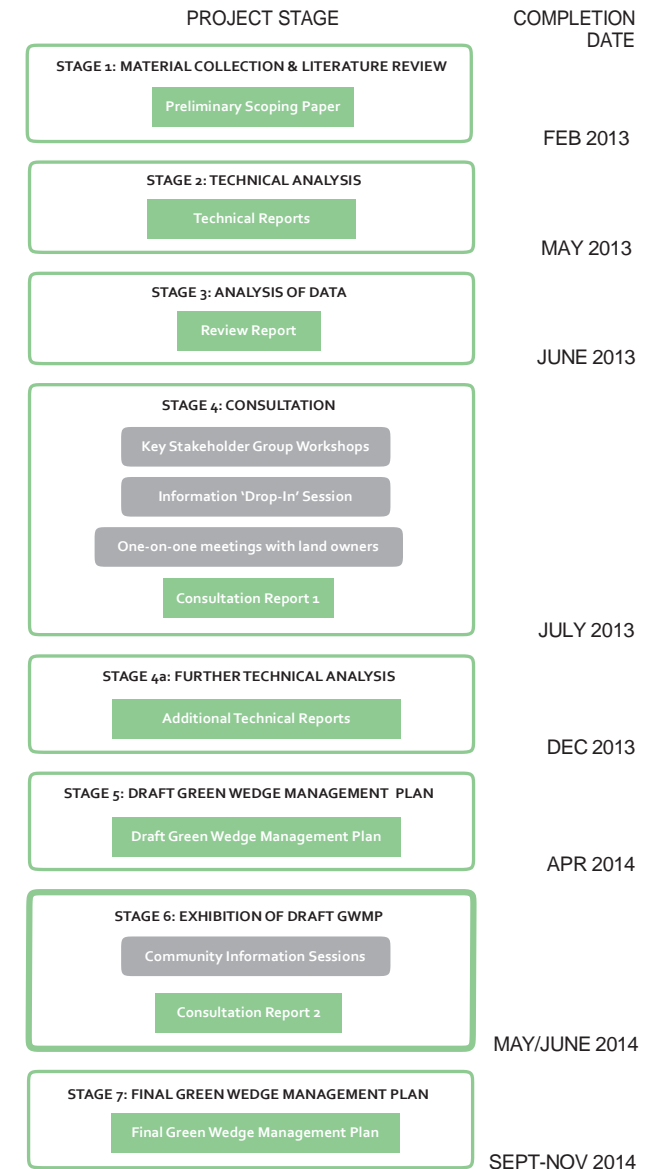 PROJECT STAGE
COMPLETION
DATE
STAGE 1: MATERIAL COLLECTION & LITERATURE REVIEW
Preliminary Scoping Paper
FEB 2013
STAGE 2: TECHNICAL ANALYSIS
Technical Reports
MAY 2013
STAGE 3: ANALYSIS OF DATA
Review Report
JUNE 2013
STAGE 4: CONSULTATION
Key Stakeholder Group Workshops
Information ‘Drop-In’ Session
One-on-one meetings with land owners
Consultation Report 1
JULY 2013
STAGE 4a: FURTHER TECHNICAL ANALYSIS
Additional Technical Reports
DEC 2013
STAGE 5: DRAFT GREEN WEDGE MANAGEMENT PLAN
Draft Green Wedge Management Plan
APR 2014
STAGE 6: EXHIBITION OF DRAFT GWMP
Community Information Sessions
Consultation Report 2
MAY/JUNE 2014
STAGE 7: FINAL GREEN WEDGE MANAGEMENT PLAN
Final Green Wedge Management Plan
SEPT-NOV 2014